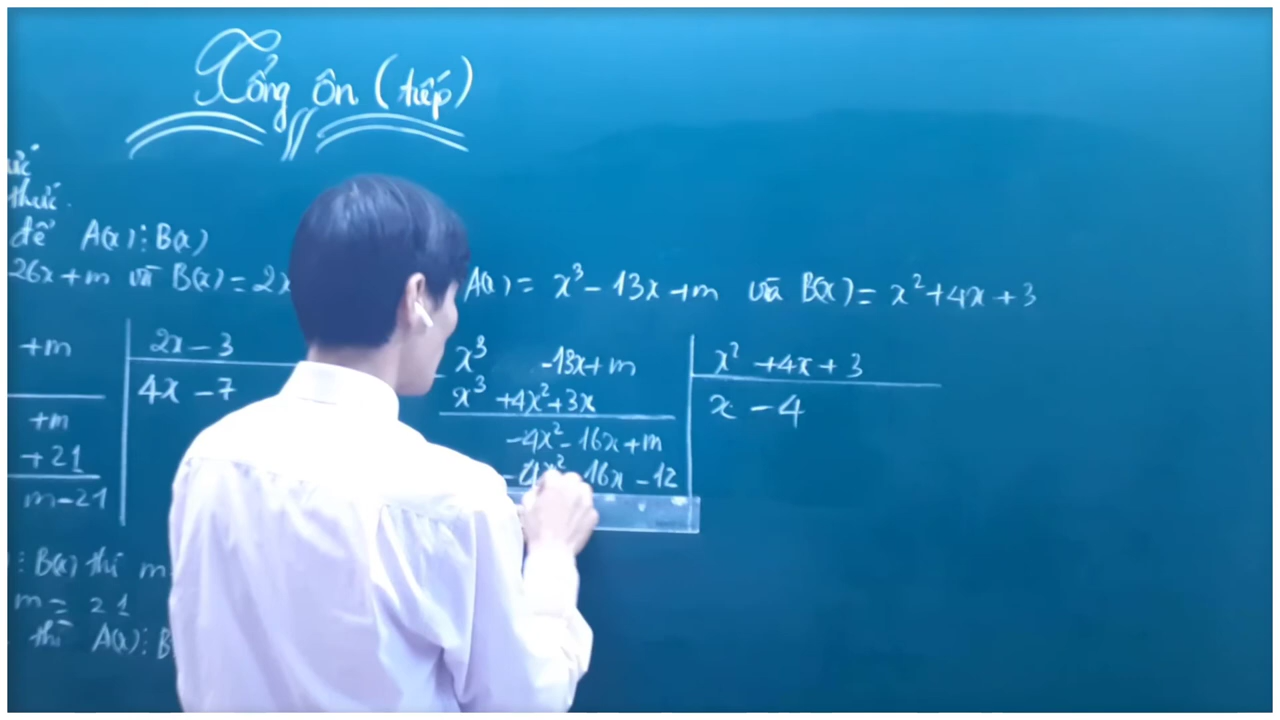 Tổng ôn (tiếp)
thức.
để A(x)⋮B(x)
26x+m và B(x)=2x
A(x)= x³-13x+m và B(x)= x²+4x+3
+m 2x-3
4x-7
+m
+21
m-21
x³ -13x+m x²+4x+3
x³+4x²+3x x-4
-4x²-16x+m
-4x²-16x-12
⋮B(x) thì m
m=21
thì A(x)⋮B